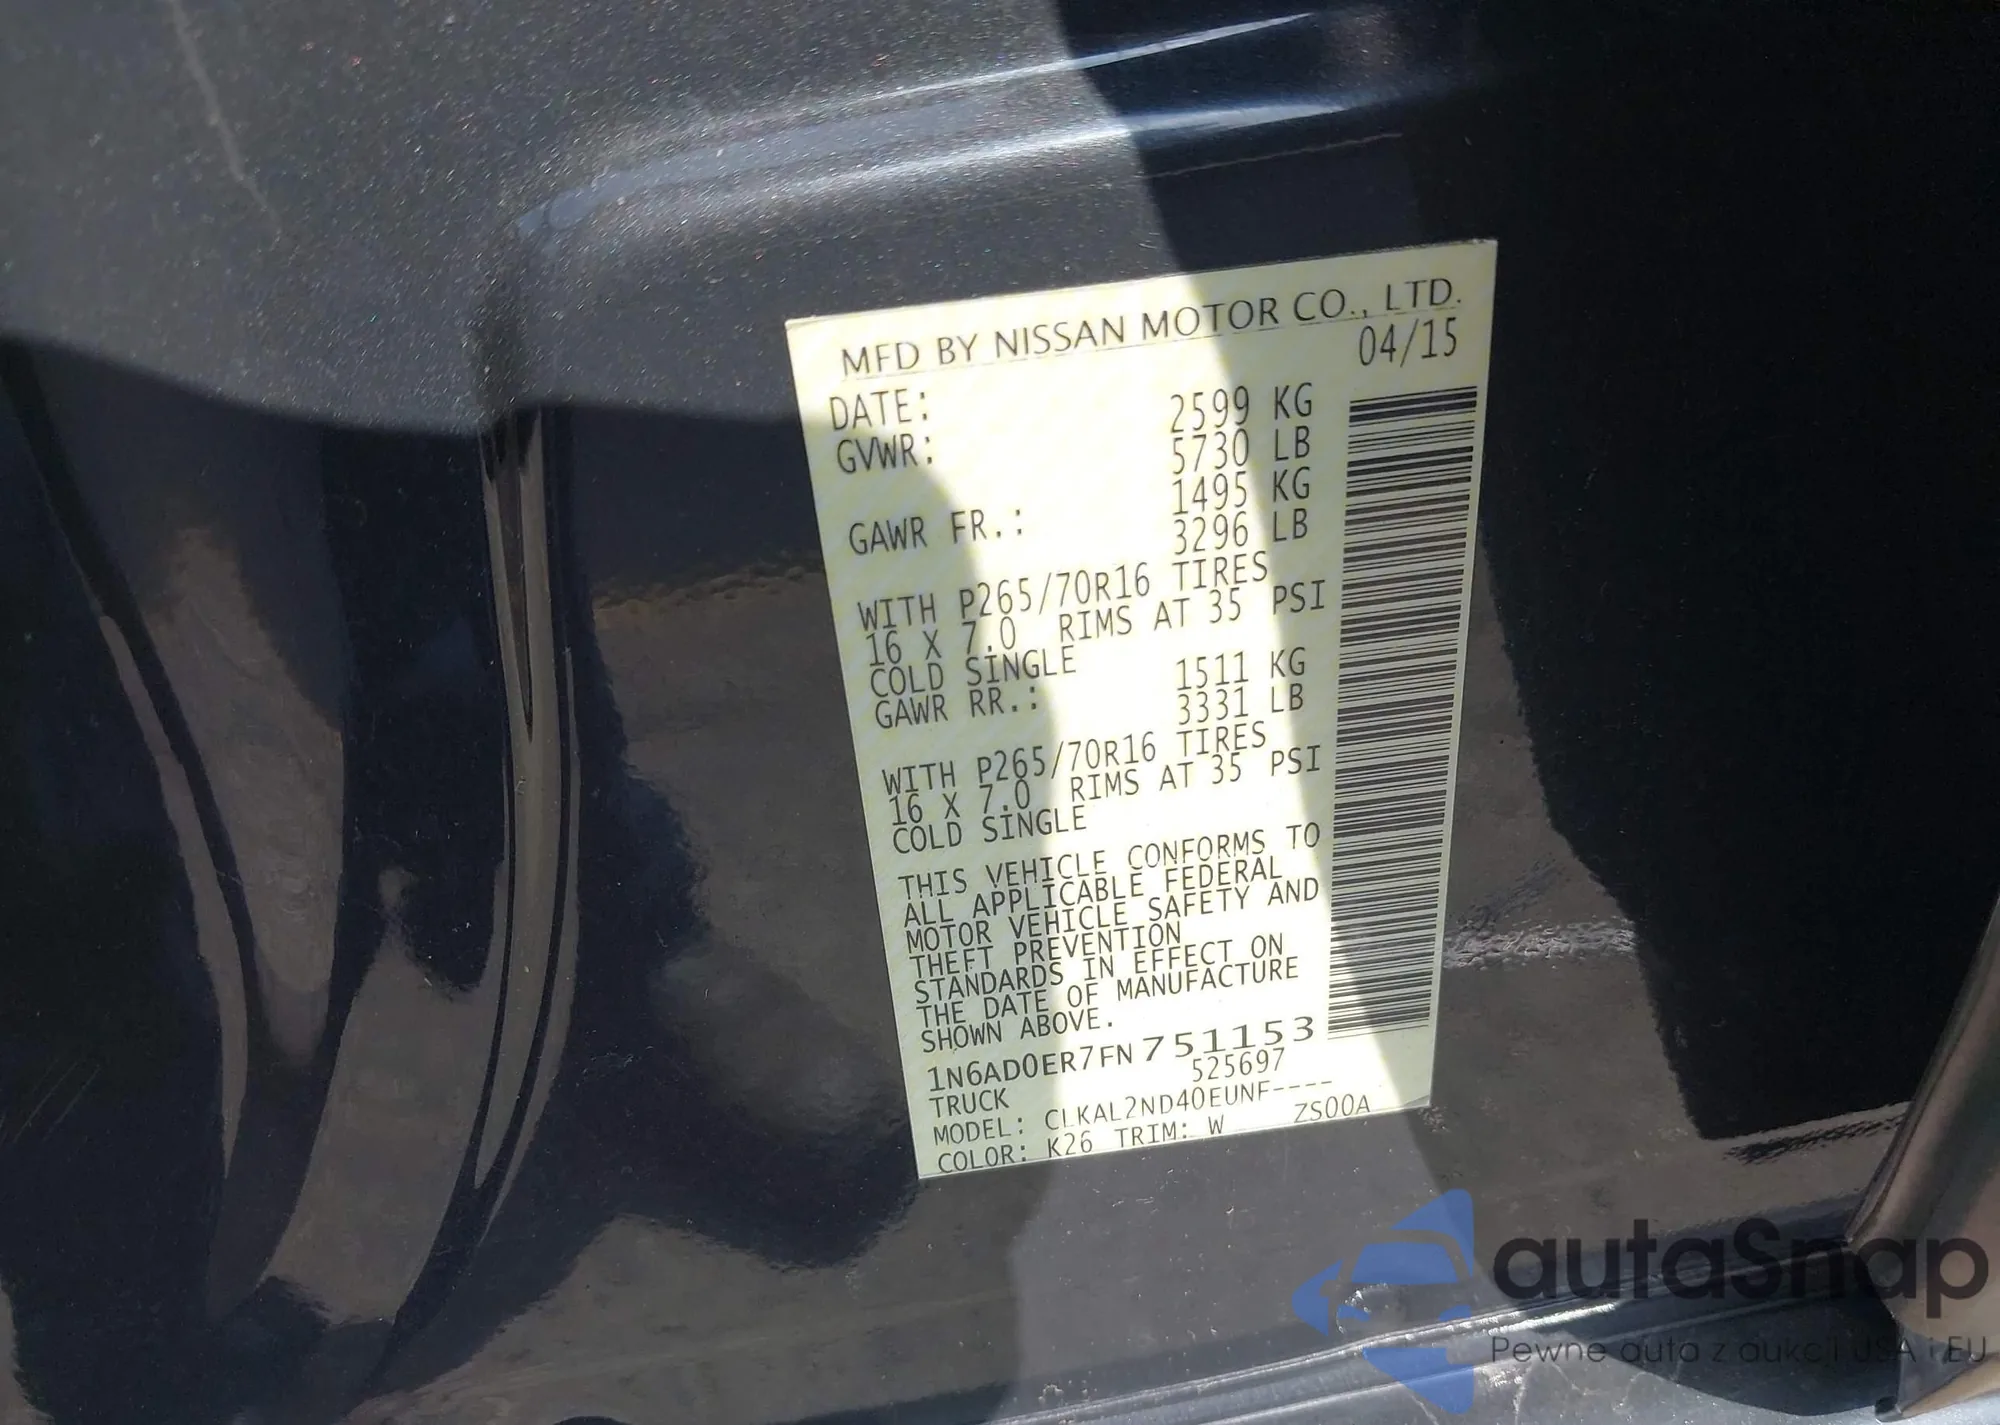 MFD BY NISSAN MOTOR CO., LTD.
DATE: 04/15
GVWR: 2599 KG
5730 LB
GAWR FR.: 1495 KG
3296 LB
WITH P265/70R16 TIRES
16 X 7.0 RIMS AT 35 PSI
COLD SINGLE
GAWR RR.: 1511 KG
3331 LB
WITH P265/70R16 TIRES
16 X 7.0 RIMS AT 35 PSI
COLD SINGLE
THIS VEHICLE CONFORMS TO
ALL APPLICABLE FEDERAL
MOTOR VEHICLE SAFETY AND
THEFT PREVENTION
STANDARDS IN EFFECT ON
THE DATE OF MANUFACTURE
SHOWN ABOVE.
1N6AD0ER7FN751153
TRUCK 525697
MODEL: CLKAL2ND40EUNF----
COLOR: K26 TRIM: W ZS00A
autasnap
Pewne auta z aukcji USA i EU